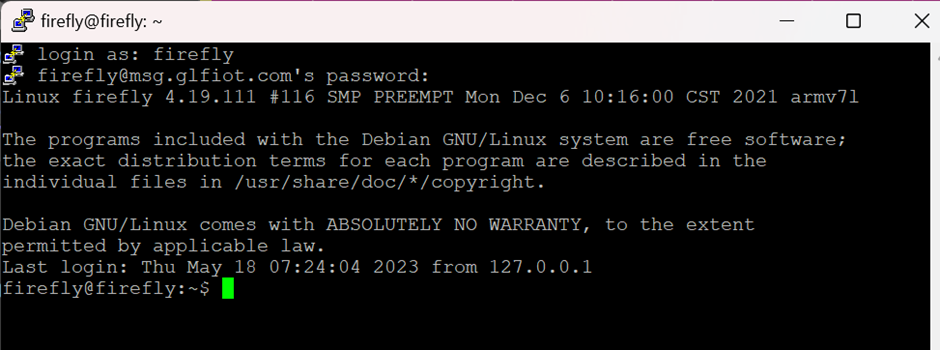 firefly@firefly: ~
login as: firefly
firefly@msg.glfiot.com's password:
Linux firefly 4.19.111 #116 SMP PREEMPT Mon Dec 6 10:16:00 CST 2021 armv7l
The programs included with the Debian GNU/Linux system are free software;
the exact distribution terms for each program are described in the
individual files in /usr/share/doc/*/copyright.
Debian GNU/Linux comes with ABSOLUTELY NO WARRANTY, to the extent
permitted by applicable law.
Last login: Thu May 18 07:24:04 2023 from 127.0.0.1
firefly@firefly:~$